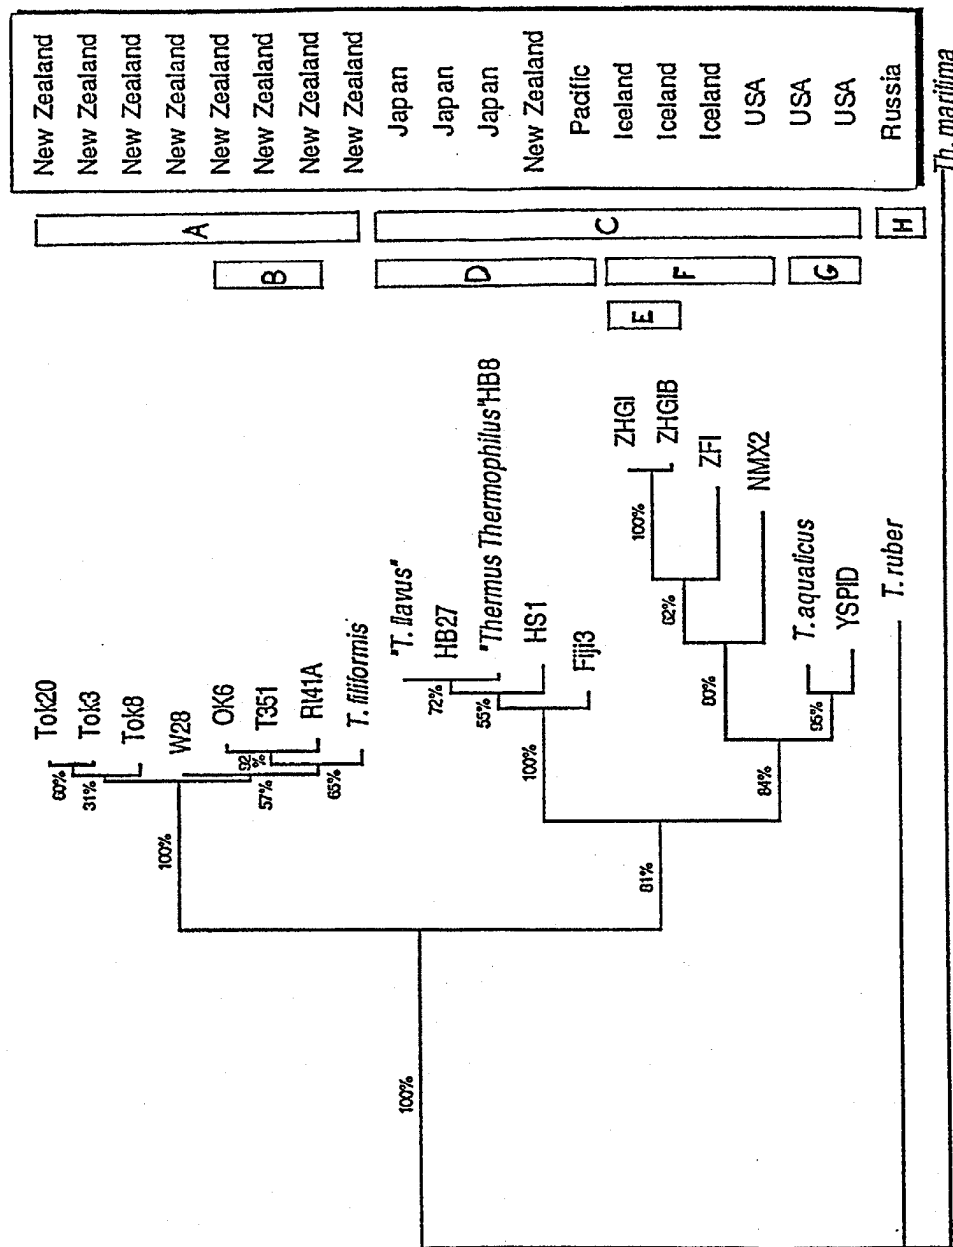 New Zealand
New Zealand
New Zealand
New Zealand
New Zealand
New Zealand
New Zealand
New Zealand
Japan
Japan
Japan
New Zealand
Pacific
Iceland
Iceland
Iceland
USA
USA
USA
Russia
A
B
C
D
E
F
G
H
Tok20
Tok3
Tok8
W28
OK6
T351
RI41A
T. filiformis
"T. flavus"
HB27
"Thermus Thermophilus"HB8
HS1
Fiji3
ZHGI
ZHGIB
ZFI
NMX2
T. aquaticus
YSPID
T. ruber
Th. maritima
60%
31%
92%
57%
65%
100%
72%
55%
100%
100%
62%
80%
95%
84%
81%
100%